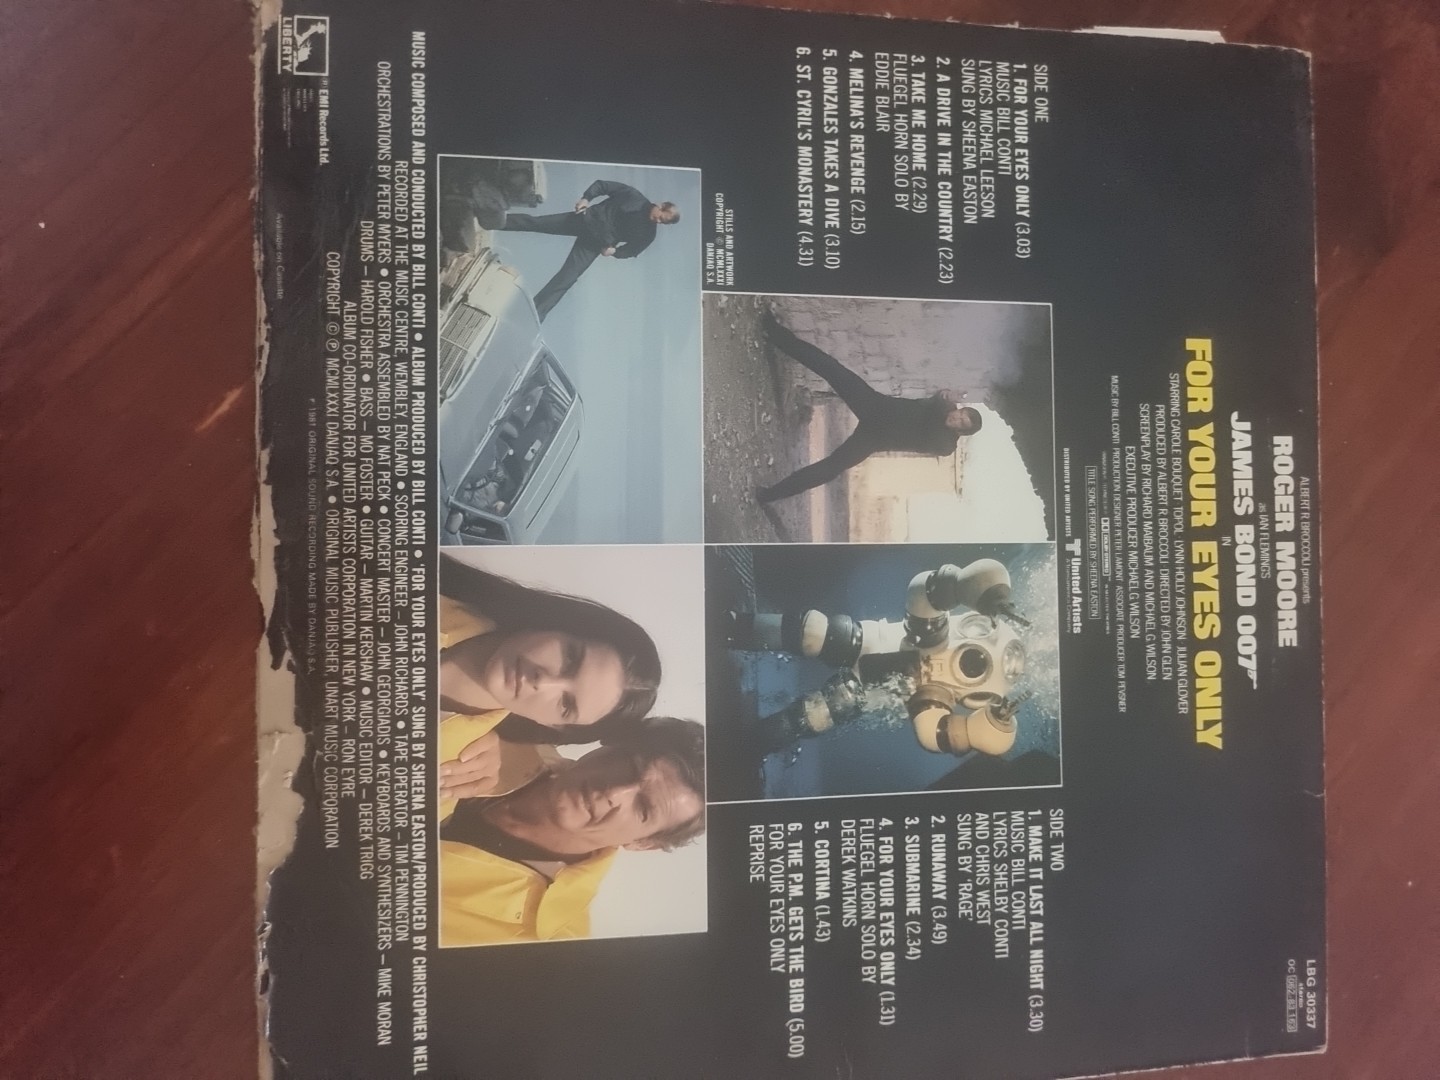 LBG 30337
stereo
OC 062-83 163
ALBERT R. BROCCOLI presents
ROGER MOORE
as IAN FLEMING'S
JAMES BOND 007
IN
FOR YOUR EYES ONLY
STARRING CAROLE BOUQUET · TOPOL · LYNN-HOLLY JOHNSON · JULIAN GLOVER
PRODUCED BY ALBERT R. BROCCOLI · DIRECTED BY JOHN GLEN
SCREENPLAY BY RICHARD MAIBAUM AND MICHAEL G. WILSON
EXECUTIVE PRODUCER MICHAEL G. WILSON
MUSIC BY BILL CONTI · PRODUCTION DESIGNER PETER LAMONT · ASSOCIATE PRODUCER TOM PEVSNER
TITLE SONG PERFORMED BY SHEENA EASTON
DISTRIBUTED BY UNITED ARTISTS
United Artists
SIDE ONE
1. FOR YOUR EYES ONLY (3.03)
MUSIC BILL CONTI
LYRICS MICHAEL LEESON
SUNG BY SHEENA EASTON
2. A DRIVE IN THE COUNTRY (2.23)
3. TAKE ME HOME (2.29)
FLUEGEL HORN SOLO BY
EDDIE BLAIR
4. MELINA'S REVENGE (2.15)
5. GONZALES TAKES A DIVE (3.10)
6. ST. CYRIL'S MONASTERY (4.31)
STILLS AND ARTWORK
COPYRIGHT © MCMLXXXI
DANJAQ S.A.
SIDE TWO
1. MAKE IT LAST ALL NIGHT (3.30)
MUSIC BILL CONTI
LYRICS SHELBY CONTI
AND CHRIS WEST
SUNG BY 'RAGE'
2. RUNAWAY (3.49)
3. SUBMARINE (2.34)
4. FOR YOUR EYES ONLY (1.31)
FLUEGEL HORN SOLO BY
DEREK WATKINS
5. CORTINA (1.43)
6. THE P.M. GETS THE BIRD (5.00)
FOR YOUR EYES ONLY
REPRISE
MUSIC COMPOSED AND CONDUCTED BY BILL CONTI ● ALBUM PRODUCED BY BILL CONTI ● 'FOR YOUR EYES ONLY' SUNG BY SHEENA EASTON/PRODUCED BY CHRISTOPHER NEIL
RECORDED AT THE MUSIC CENTRE, WEMBLEY, ENGLAND ● SCORING ENGINEER – JOHN RICHARDS ● TAPE OPERATOR – TIM PENNINGTON
ORCHESTRATIONS BY PETER MYERS ● ORCHESTRA ASSEMBLED BY NAT PECK ● CONCERT MASTER – JOHN GEORGIADIS ● KEYBOARDS AND SYNTHESIZERS – MIKE MORAN
DRUMS – HAROLD FISHER ● BASS – MO FOSTER ● GUITAR – MARTIN KERSHAW ● MUSIC EDITOR – DEREK TRIGG
ALBUM CO-ORDINATOR FOR UNITED ARTISTS CORPORATION IN NEW YORK – RON EYRE
COPYRIGHT © ℗ MCMLXXXI DANJAQ S.A. ● ORIGINAL MUSIC PUBLISHER, UNART MUSIC CORPORATION
℗ 1981 ORIGINAL SOUND RECORDING MADE BY DANJAQ S.A.
LIBERTY
EMI Records Ltd.
Available on Cassette